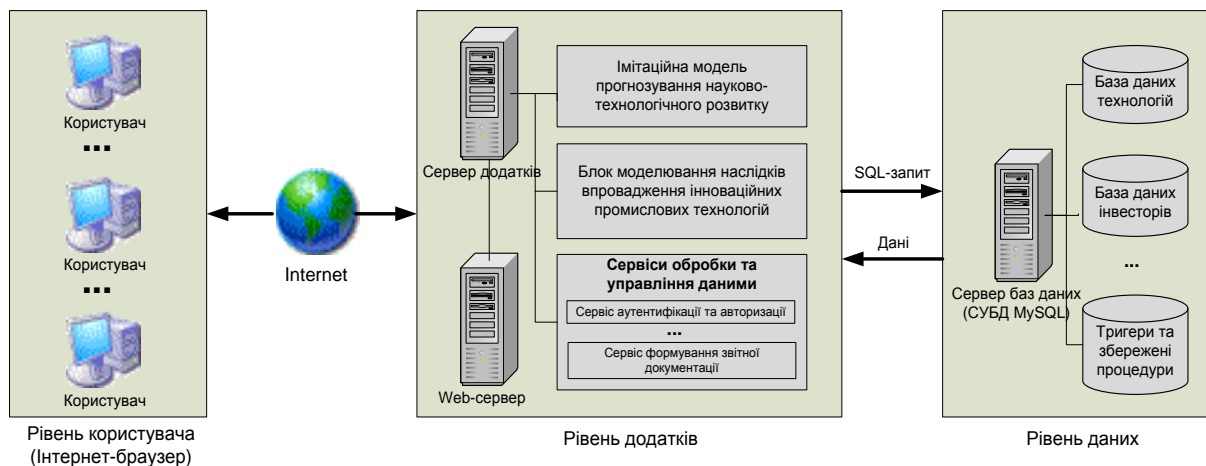 Користувач
...
Користувач
...
Користувач
Рівень користувача
(Інтернет-браузер)
Internet
Сервер додатків
Web-сервер
Імітаційна модель
прогнозування науково-
технологічного розвитку
Блок моделювання наслідків
впровадження інноваційних
промислових технологій
Сервіси обробки та
управління даними
Сервіс аутентифікації та авторизації
...
Сервіс формування звітної
документації
Рівень додатків
SQL-запит
Дані
Сервер баз даних
(СУБД MySQL)
База даних
технологій
База даних
інвесторів
...
Тригери та
збережені
процедури
Рівень даних